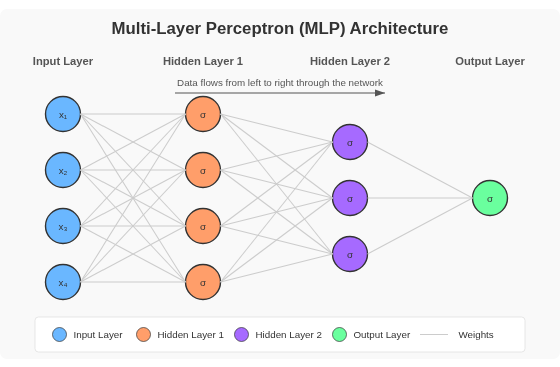 Multi-Layer Perceptron (MLP) Architecture
Input Layer Hidden Layer 1 Hidden Layer 2 Output Layer
Data flows from left to right through the network
x₁ σ
σ
x₂ σ
σ σ
x₃ σ
σ
x₄ σ
Input Layer Hidden Layer 1 Hidden Layer 2 Output Layer Weights